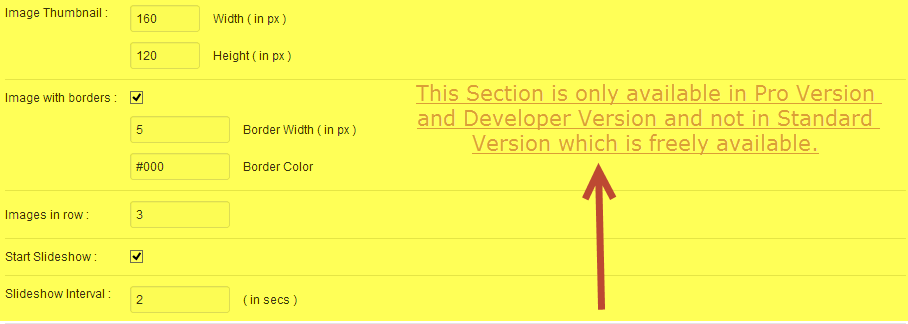 Image Thumbnail : 160 Width ( in px )
120 Height ( in px )
Image with borders :
This Section is only available in Pro Version
and Developer Version and not in Standard
Version which is freely available.
5 Border Width ( in px )
#000 Border Color
Images in row : 3
Start Slideshow :
Slideshow Interval : 2 ( in secs )